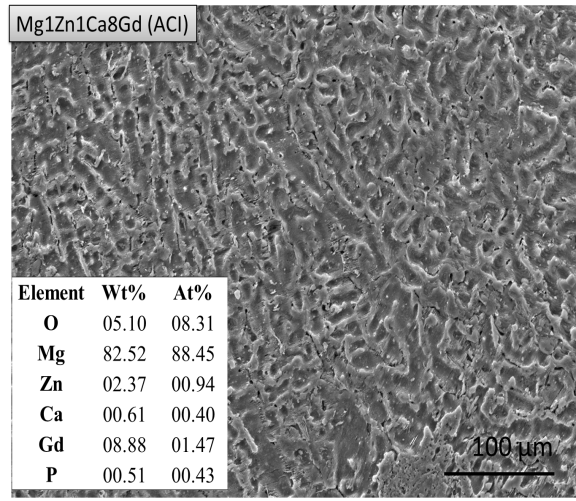 Mg1Zn1Ca8Gd (ACI)
Element Wt% At%
O 05.10 08.31
Mg 82.52 88.45
Zn 02.37 00.94
Ca 00.61 00.40
Gd 08.88 01.47
P 00.51 00.43
100 µm